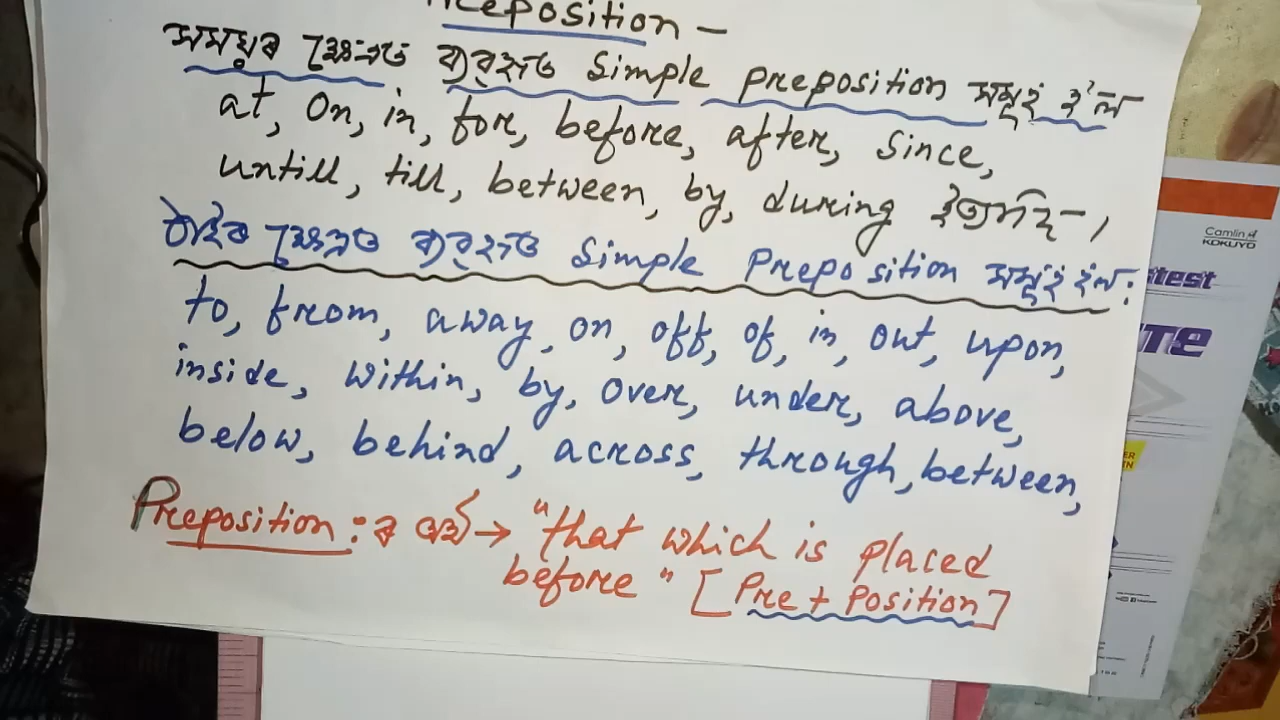 Preposition –
সময়ৰ ক্ষেত্ৰত ব্যৱহৃত Simple preposition সমূহ হ'ল
at, on, in, for, before, after, since,
untill, till, between, by, during ইত্যাদি ।
ঠাইৰ ক্ষেত্ৰত ব্যৱহৃত Simple Preposition সমূহ হ'ল:
to, from, away, on, off, of, in, out, upon,
inside, within, by, over, under, above,
below, behind, across, through, between,
Preposition: ৰ অৰ্থ → "that which is placed
before" [Pre + Position]
Camlin
KOKUYO